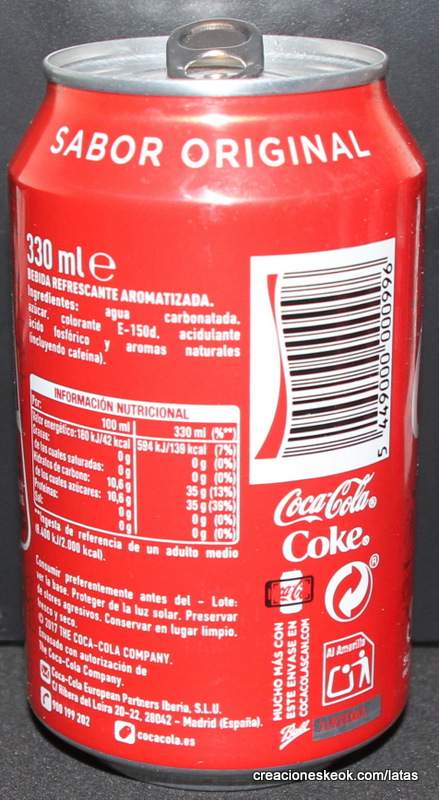 SABOR ORIGINAL
330 ml e
BEBIDA REFRESCANTE AROMATIZADA.
Ingredientes: agua carbonatada,
azúcar, colorante E-150d, acidulante
ácido fosfórico y aromas naturales
(incluyendo cafeína).
INFORMACIÓN NUTRICIONAL
Por: 100 ml 330 ml (%**)
Valor energético: 180 kJ/42 kcal 594 kJ/139 kcal (7%)
Grasas: 0 g 0 g (0%)
de las cuales saturadas: 0 g 0 g (0%)
Hidratos de carbono: 10,6 g 35 g (13%)
de los cuales azúcares: 10,6 g 35 g (39%)
Proteínas: 0 g 0 g (0%)
Sal: 0 g 0 g (0%)
**Ingesta de referencia de un adulto medio
(8.400 kJ/2.000 kcal).
Consumir preferentemente antes del - Lote:
ver la base. Proteger de la luz solar. Preservar
de olores agresivos. Conservar en lugar limpio,
fresco y seco.
© 2017 THE COCA-COLA COMPANY.
Envasado con autorización de
The Coca-Cola Company.
Coca-Cola European Partners Iberia, S.L.U.
C/ Ribera del Loira 20-22, 28042 - Madrid (España).
900 199 202
cocacola.es
5 449000 000996
Coca-Cola®
Coke®
Coca-Cola
®
MUCHO MÁS CON
ESTE ENVASE EN
COCACOLASCAN.COM
Al Amarillo
creacioneskeok.com/latas